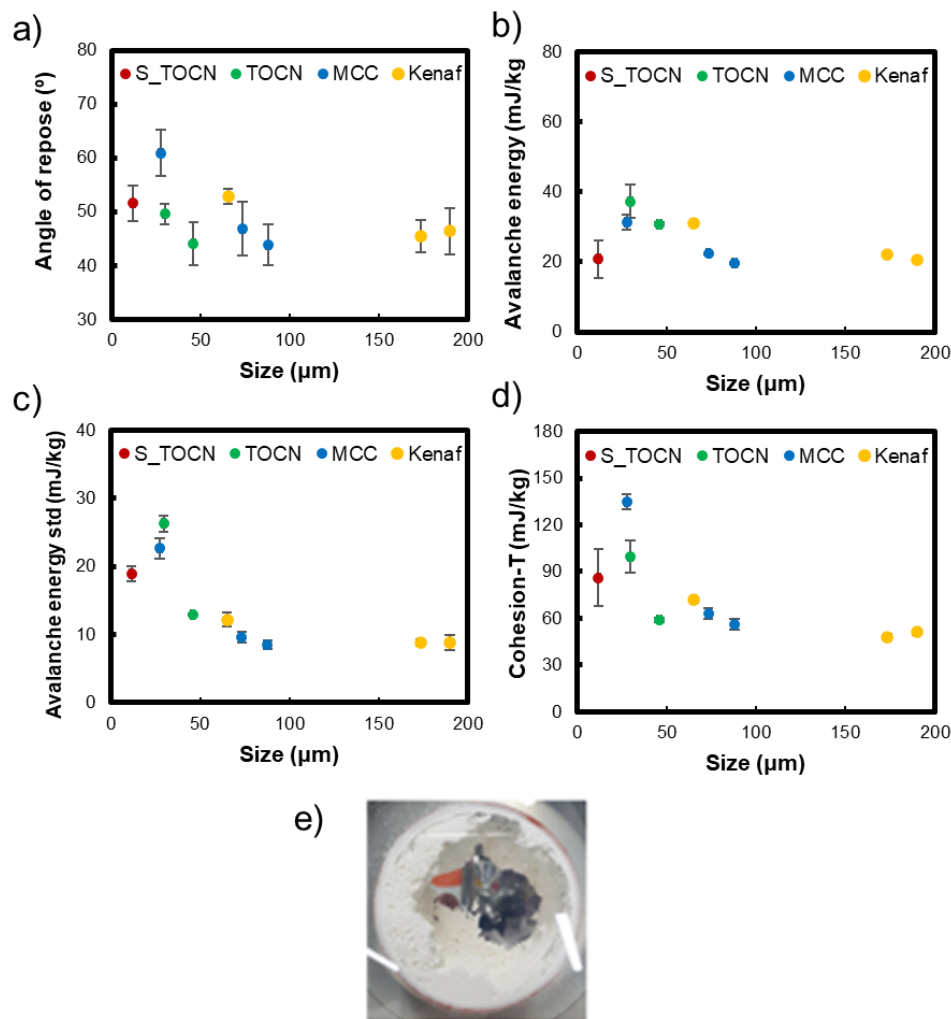 a)
80
70
60
50
40
30
S_TOCN TOCN MCC Kenaf
Angle of repose (º)
0 50 100 150 200
Size (µm)
b)
80
60
40
20
0
S_TOCN TOCN MCC Kenaf
Avalanche energy (mJ/kg)
0 50 100 150 200
Size (µm)
c)
40
30
20
10
0
S_TOCN TOCN MCC Kenaf
Avalanche energy std (mJ/kg)
0 50 100 150 200
Size (µm)
d)
180
150
120
90
60
30
0
S_TOCN TOCN MCC Kenaf
Cohesion-T (mJ/kg)
0 50 100 150 200
Size (µm)
e)